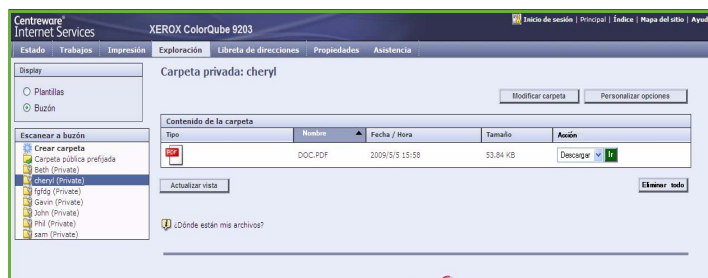 Centreware®
Internet Services
XEROX ColorQube 9203
Inicio de sesión | Principal | Índice | Mapa del sitio | Ayud
Estado Trabajos Impresión Exploración Libreta de direcciones Propiedades Asistencia
Display
Plantillas
Buzón
Escanear a buzón
Crear carpeta
Carpeta pública prefijada
Beth (Private)
cheryl (Private)
fgfdg (Private)
Gavin (Private)
John (Private)
Phil (Private)
sam (Private)
Carpeta privada: cheryl
Modificar carpeta Personalizar opciones
Contenido de la carpeta
Tipo Nombre Fecha / Hora Tamaño Acción
PDF DOC.PDF 2009/5/5 15:58 53.84 KB Descargar Ir
Actualizar vista Eliminar todo
¿Dónde están mis archivos?